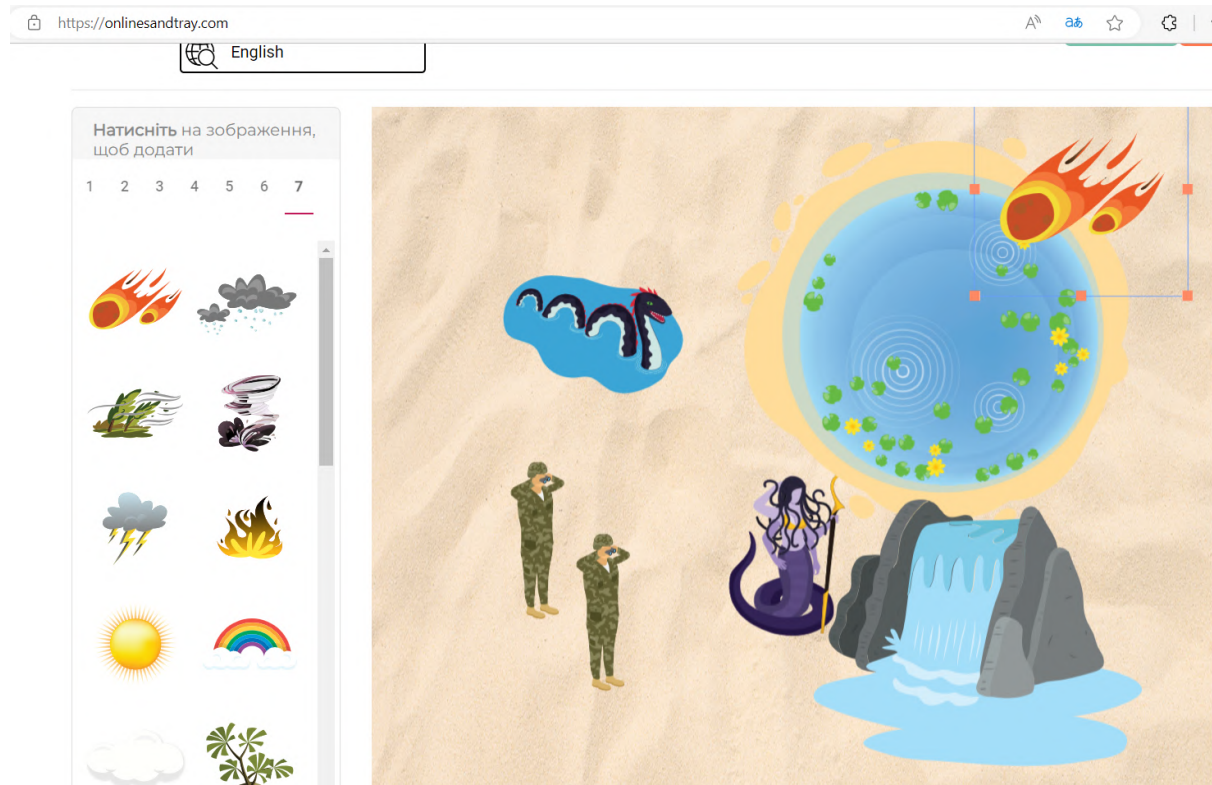 https://onlinesandtray.com
English
Натисніть на зображення,
щоб додати
1 2 3 4 5 6 7